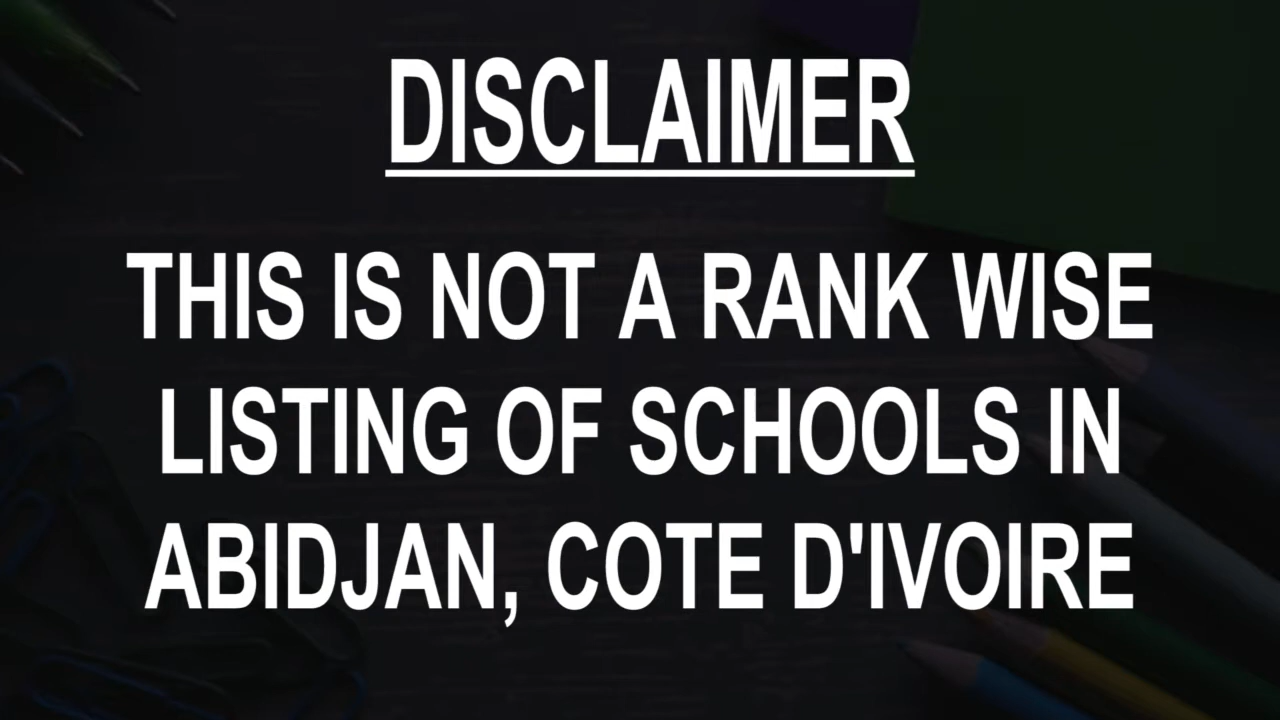 DISCLAIMER
THIS IS NOT A RANK WISE
LISTING OF SCHOOLS IN
ABIDJAN, COTE D'IVOIRE